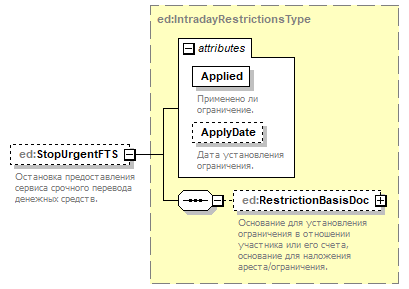 ed:IntradayRestrictionsType
attributes
Applied
Применено ли
ограничение.
ApplyDate
Дата установления
ограничения.
ed:StopUrgentFTS
Остановка предоставления
сервиса срочного перевода
денежных средств.
ed:RestrictionBasisDoc
Основание для установления
ограничения в отношении
участника или его счета,
основание для наложения
ареста/ограничения.